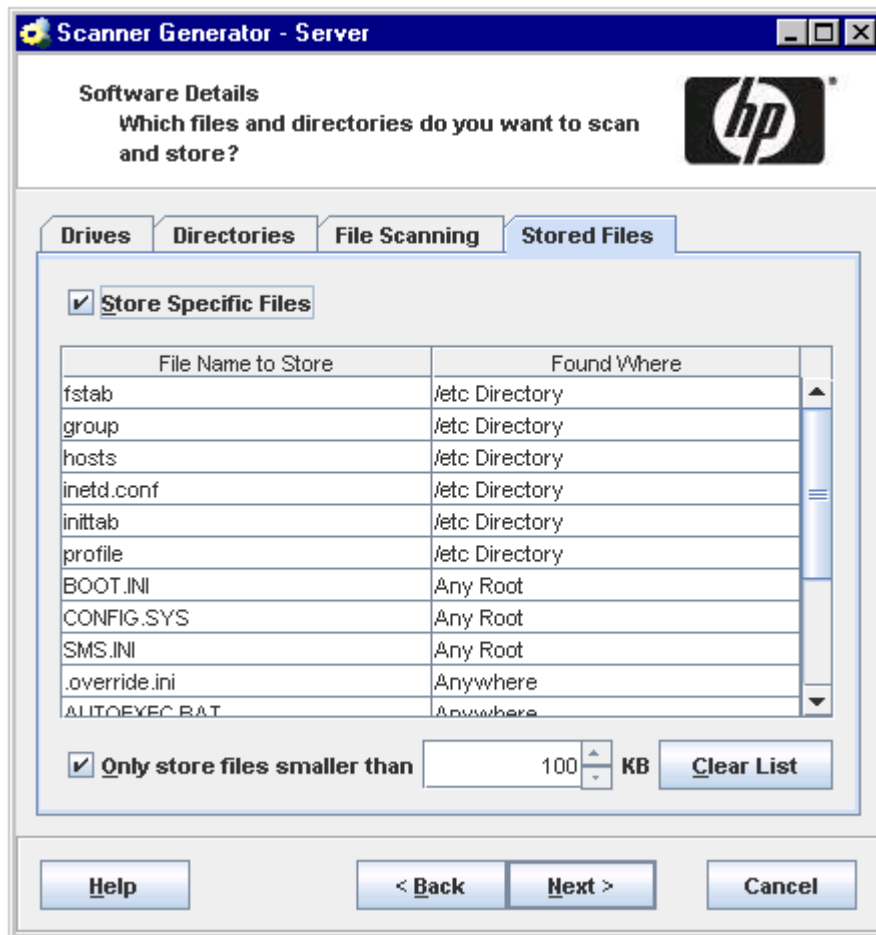 Scanner Generator - Server
Software Details
Which files and directories do you want to scan
and store?
hp
Drives Directories File Scanning Stored Files
Store Specific Files
File Name to Store Found Where
fstab /etc Directory
group /etc Directory
hosts /etc Directory
inetd.conf /etc Directory
inittab /etc Directory
profile /etc Directory
BOOT.INI Any Root
CONFIG.SYS Any Root
SMS.INI Any Root
.override.ini Anywhere
AUTOEXEC.BAT Anywhere
Only store files smaller than 100 KB Clear List
Help < Back Next > Cancel